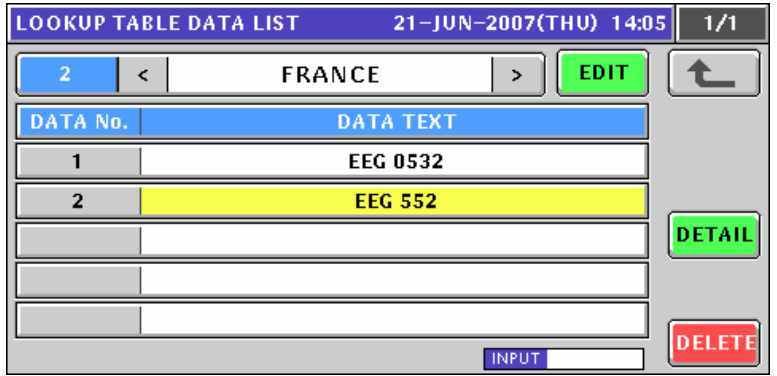 LOOKUP TABLE DATA LIST 21-JUN-2007(THU) 14:05 1/1
2 < FRANCE > EDIT
DATA No. DATA TEXT
1 EEG 0532
2 EEG 552
DETAIL
INPUT
DELETE